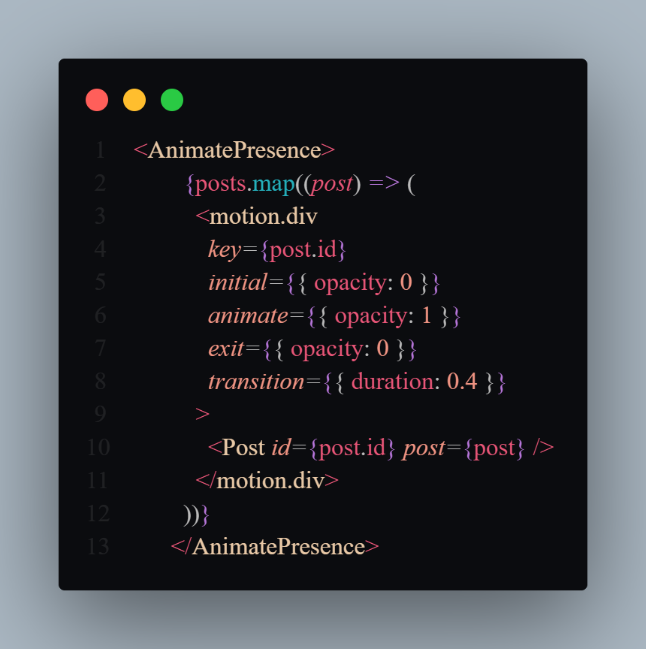 1 <AnimatePresence>
2 {posts.map((post) => (
3 <motion.div
4 key={post.id}
5 initial={{ opacity: 0 }}
6 animate={{ opacity: 1 }}
7 exit={{ opacity: 0 }}
8 transition={{ duration: 0.4 }}
9 >
10 <Post id={post.id} post={post} />
11 </motion.div>
12 ))}
13 </AnimatePresence>